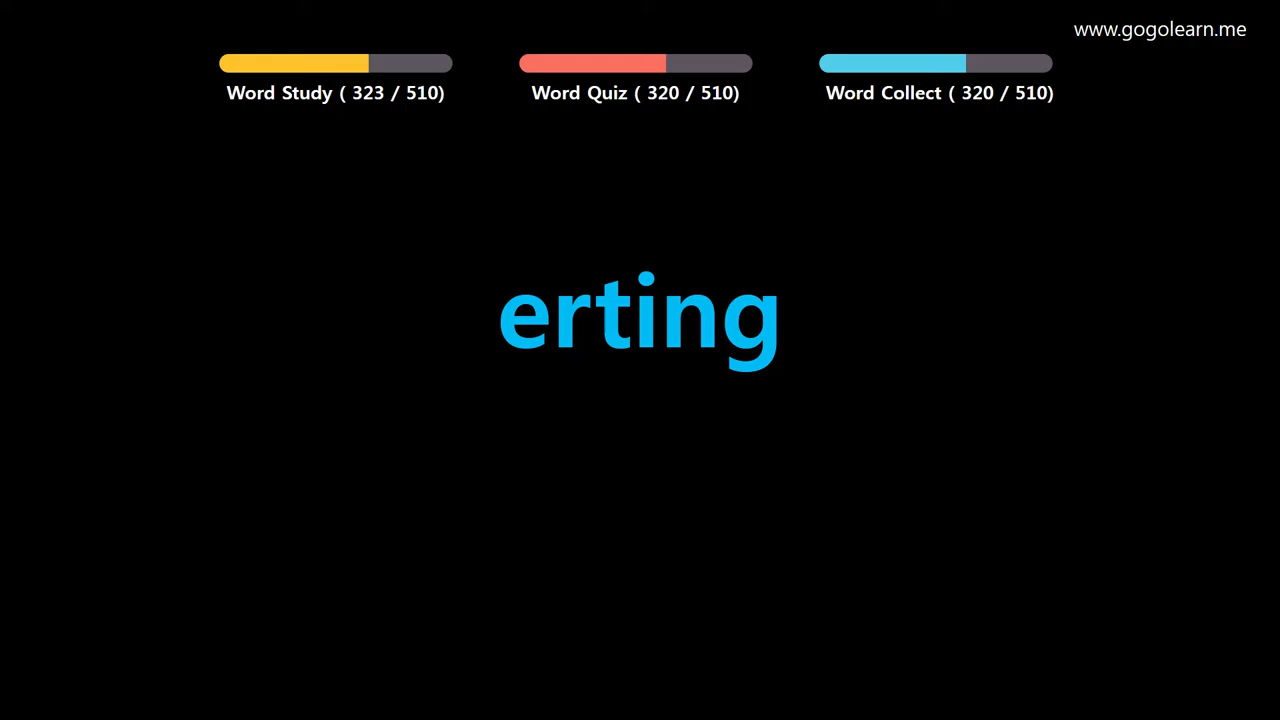 www.gogolearn.me
Word Study ( 323 / 510)
Word Quiz ( 320 / 510)
Word Collect ( 320 / 510)
erting